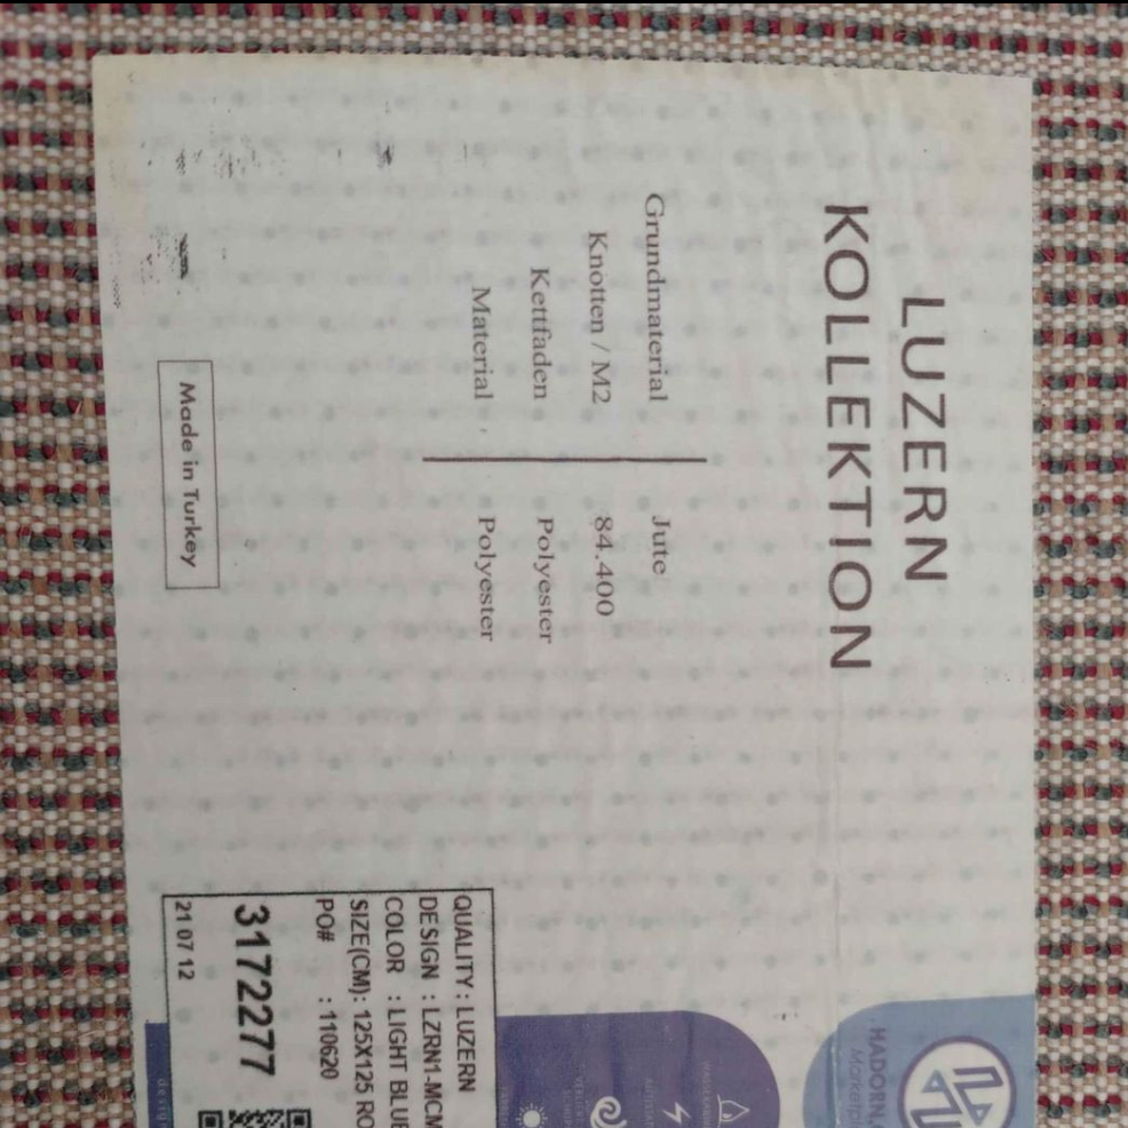 LUZERN
KOLLEKTION
Grundmaterial Jute
Knotten / M2 84.400
Kettfaden Polyester
Material Polyester
Made in Turkey
HADORN.
Marketpl
QUALITY : LUZERN
DESIGN : LZRN1-MCM
COLOR : LIGHT BLUE
SIZE(CM): 125X125 RO
PO# : 110620
3172277
21 07 12